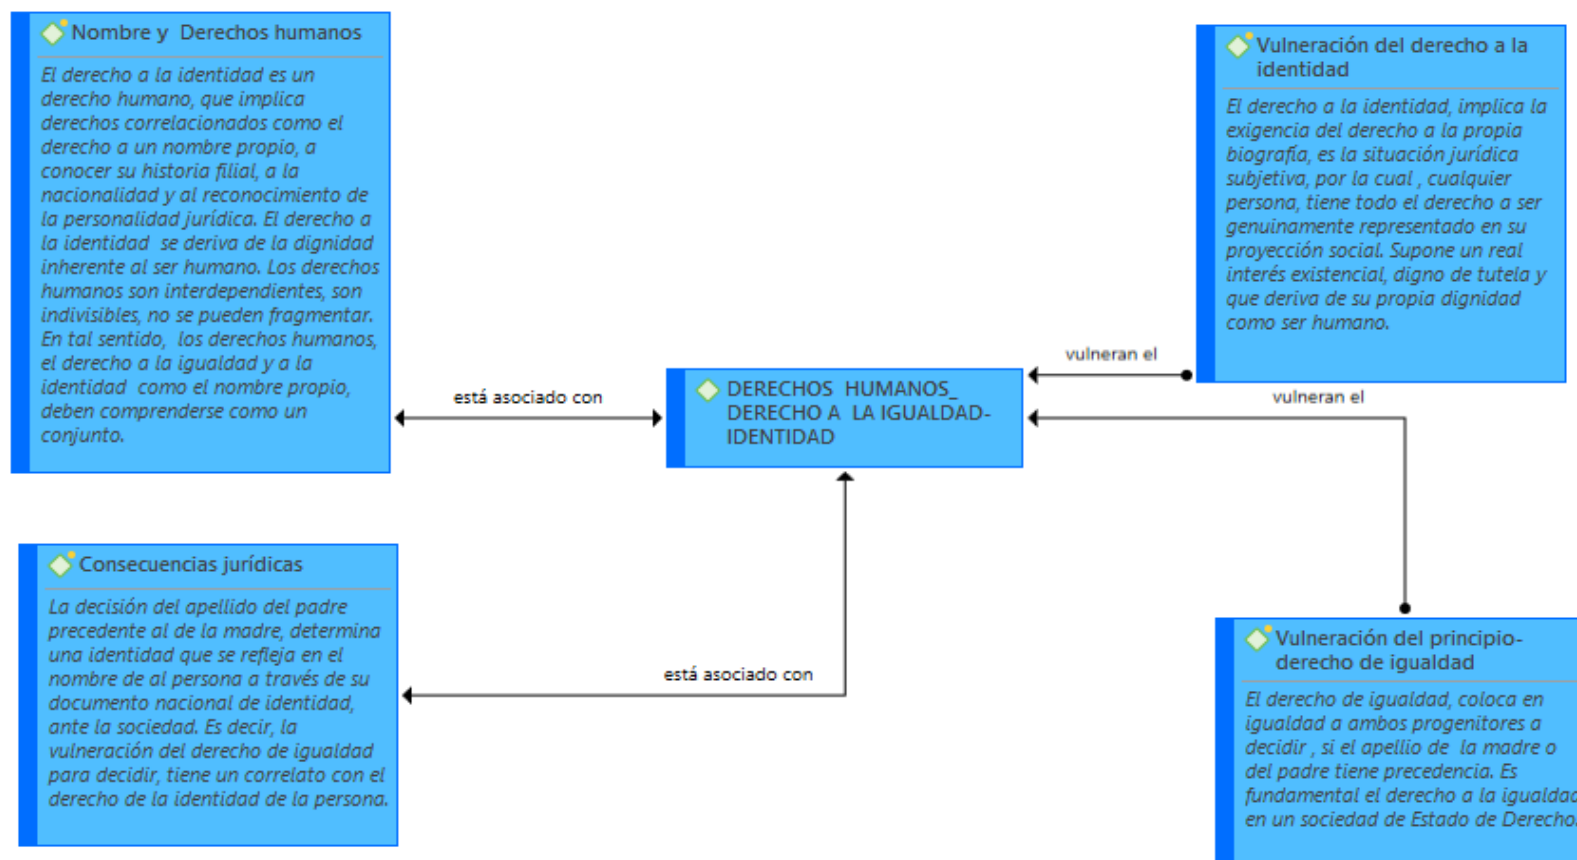 Nombre y  Derechos humanos
El derecho a la identidad es un
derecho humano, que implica
derechos correlacionados como el
derecho a un nombre propio, a
conocer su historia filial, a la
nacionalidad y al reconocimiento de
la personalidad jurídica. El derecho a
la identidad  se deriva de la dignidad
inherente al ser humano. Los derechos
humanos son interdependientes, son
indivisibles, no se pueden fragmentar.
En tal sentido,  los derechos humanos,
el derecho a la igualdad y a la
identidad  como el nombre propio,
deben comprenderse como un
conjunto.
está asociado con
DERECHOS  HUMANOS_
DERECHO A  LA IGUALDAD-
IDENTIDAD
Vulneración del derecho a la
identidad
El derecho a la identidad, implica la
exigencia del derecho a la propia
biografía, es la situación jurídica
subjetiva, por la cual , cualquier
persona, tiene todo el derecho a ser
genuinamente representado en su
proyección social. Supone un real
interés existencial, digno de tutela y
que deriva de su propia dignidad
como ser humano.
vulneran el
vulneran el
Consecuencias jurídicas
La decisión del apellido del padre
precedente al de la madre, determina
una identidad que se refleja en el
nombre de al persona a través de su
documento nacional de identidad,
ante la sociedad. Es decir, la
vulneración del derecho de igualdad
para decidir, tiene un correlato con el
derecho de la identidad de la persona.
está asociado con
Vulneración del principio-
derecho de igualdad
El derecho de igualdad, coloca en
igualdad a ambos progenitores a
decidir , si el apellio de  la madre o
del padre tiene precedencia. Es
fundamental el derecho a la igualdad
en un sociedad de Estado de Derecho.